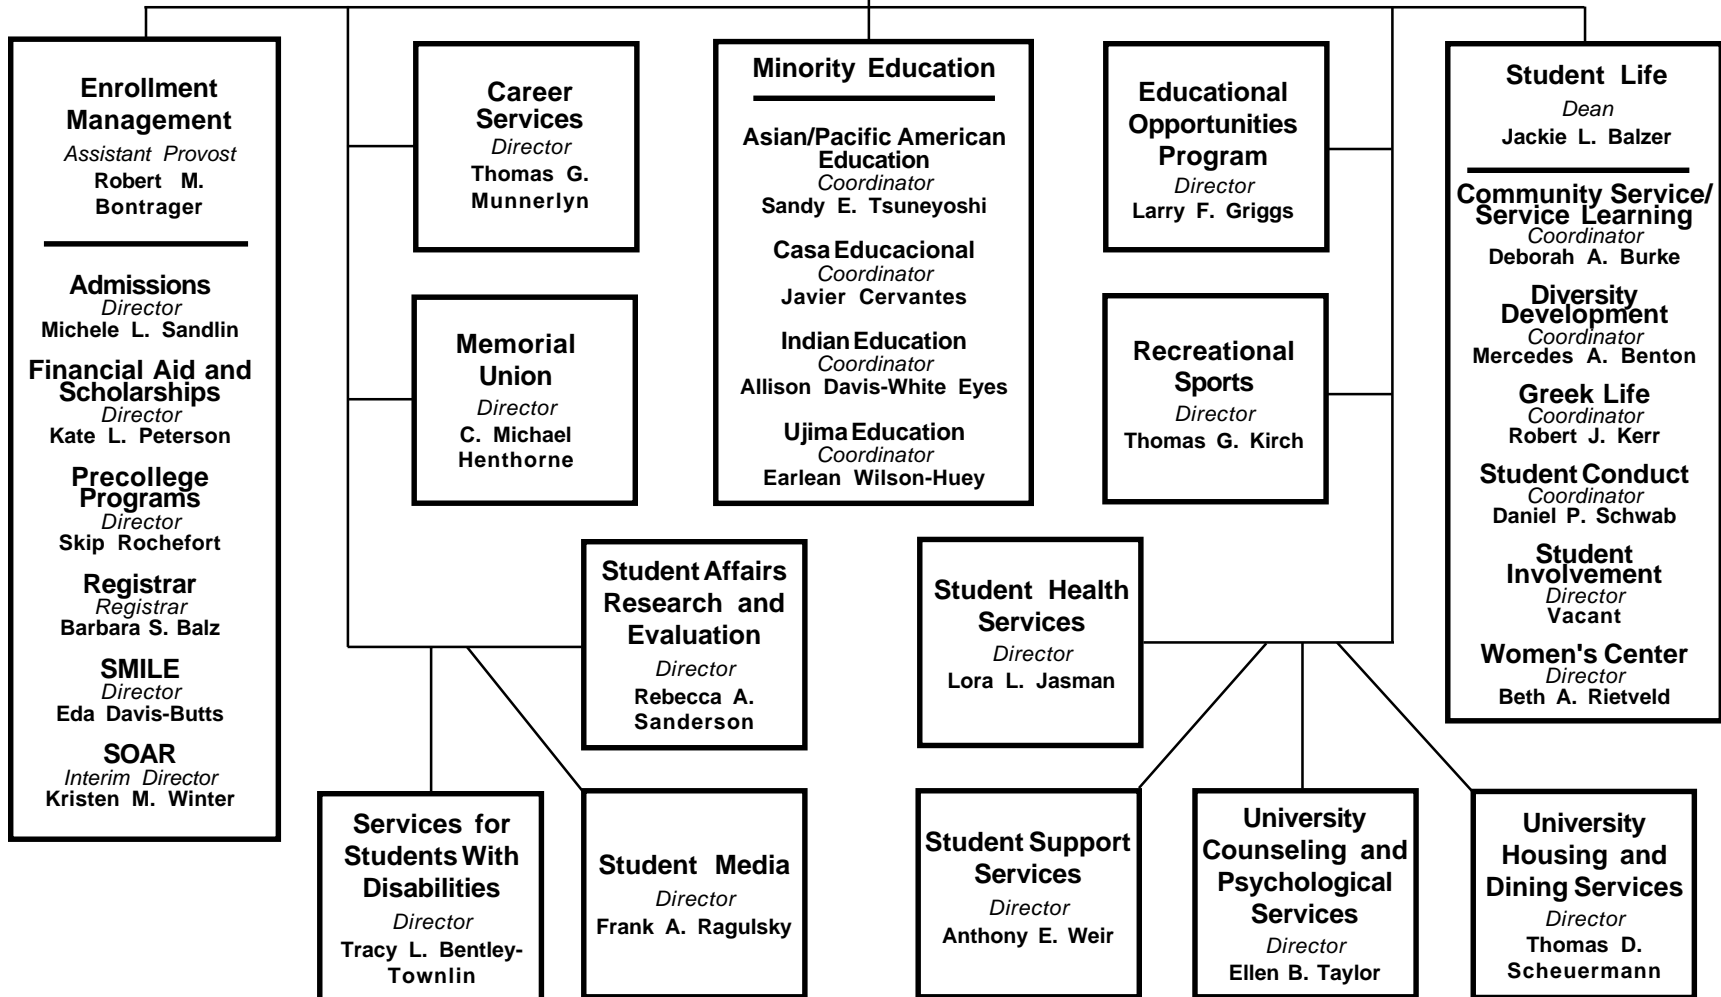 Enrollment
Management
Assistant Provost
Robert M.
Bontrager
Admissions
Director
Michele L. Sandlin
Financial Aid and
Scholarships
Director
Kate L. Peterson
Precollege
Programs
Director
Skip Rochefort
Registrar
Registrar
Barbara S. Balz
SMILE
Director
Eda Davis-Butts
SOAR
Interim Director
Kristen M. Winter
Career
Services
Director
Thomas G.
Munnerlyn
Memorial
Union
Director
C. Michael
Henthorne
Minority Education
Asian/Pacific American
Education
Coordinator
Sandy E. Tsuneyoshi
Casa Educacional
Coordinator
Javier Cervantes
Indian Education
Coordinator
Allison Davis-White Eyes
Ujima Education
Coordinator
Earlean Wilson-Huey
Educational
Opportunities
Program
Director
Larry F. Griggs
Recreational
Sports
Director
Thomas G. Kirch
Student Life
Dean
Jackie L. Balzer
Community Service/
Service Learning
Coordinator
Deborah A. Burke
Diversity
Development
Coordinator
Mercedes A. Benton
Greek Life
Coordinator
Robert J. Kerr
Student Conduct
Coordinator
Daniel P. Schwab
Student
Involvement
Director
Vacant
Women's Center
Director
Beth A. Rietveld
Student Affairs
Research and
Evaluation
Director
Rebecca A.
Sanderson
Student Health
Services
Director
Lora L. Jasman
Services for
Students With
Disabilities
Director
Tracy L. Bentley-
Townlin
Student Media
Director
Frank A. Ragulsky
Student Support
Services
Director
Anthony E. Weir
University
Counseling and
Psychological
Services
Director
Ellen B. Taylor
University
Housing and
Dining Services
Director
Thomas D.
Scheuermann